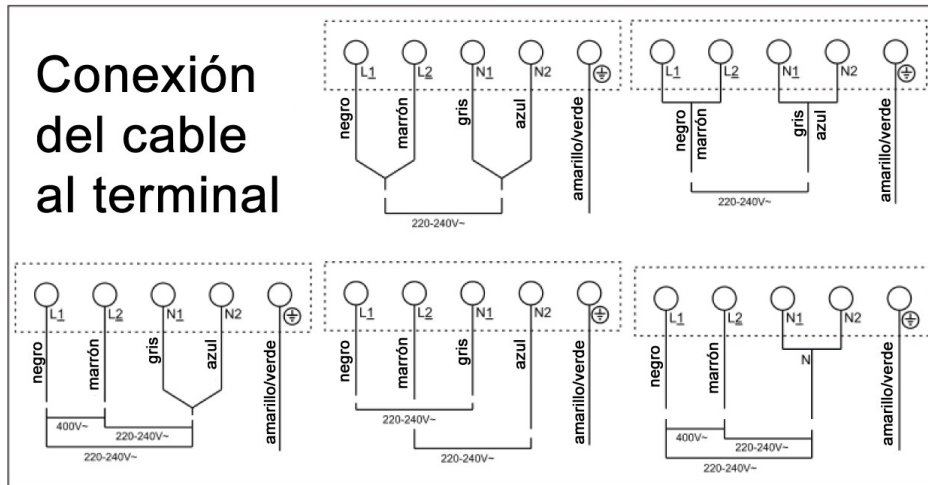 Conexión
del cable
al terminal
L1 L2 N1 N2
negro marrón gris azul amarillo/verde
220-240V~
L1 L2 N1 N2
negro marrón gris azul amarillo/verde
220-240V~
L1 L2 N1 N2
negro marrón gris azul amarillo/verde
400V~
220-240V~
220-240V~
L1 L2 N1 N2
negro marrón gris azul amarillo/verde
220-240V~
220-240V~
L1 L2 N1 N2
negro marrón N amarillo/verde
400V~
220-240V~
220-240V~